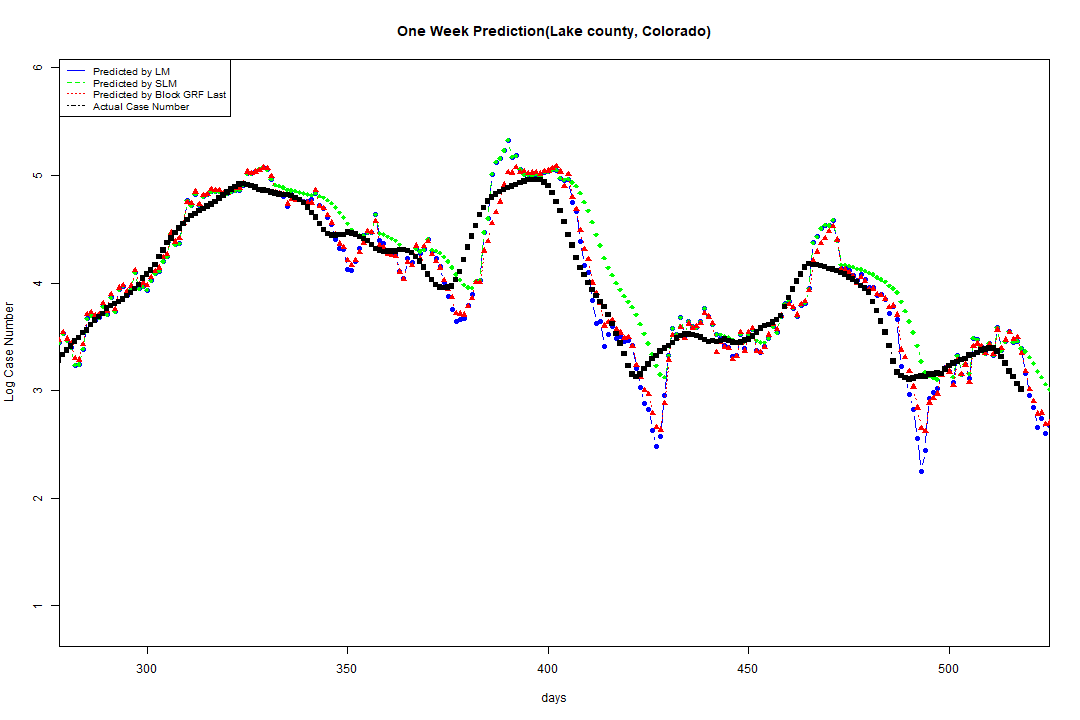 One Week Prediction(Lake county, Colorado)
Predicted by LM
Predicted by SLM
Predicted by Block GRF Last
Actual Case Number
Log Case Number
6
5
4
3
2
1
300 350 400 450 500
days